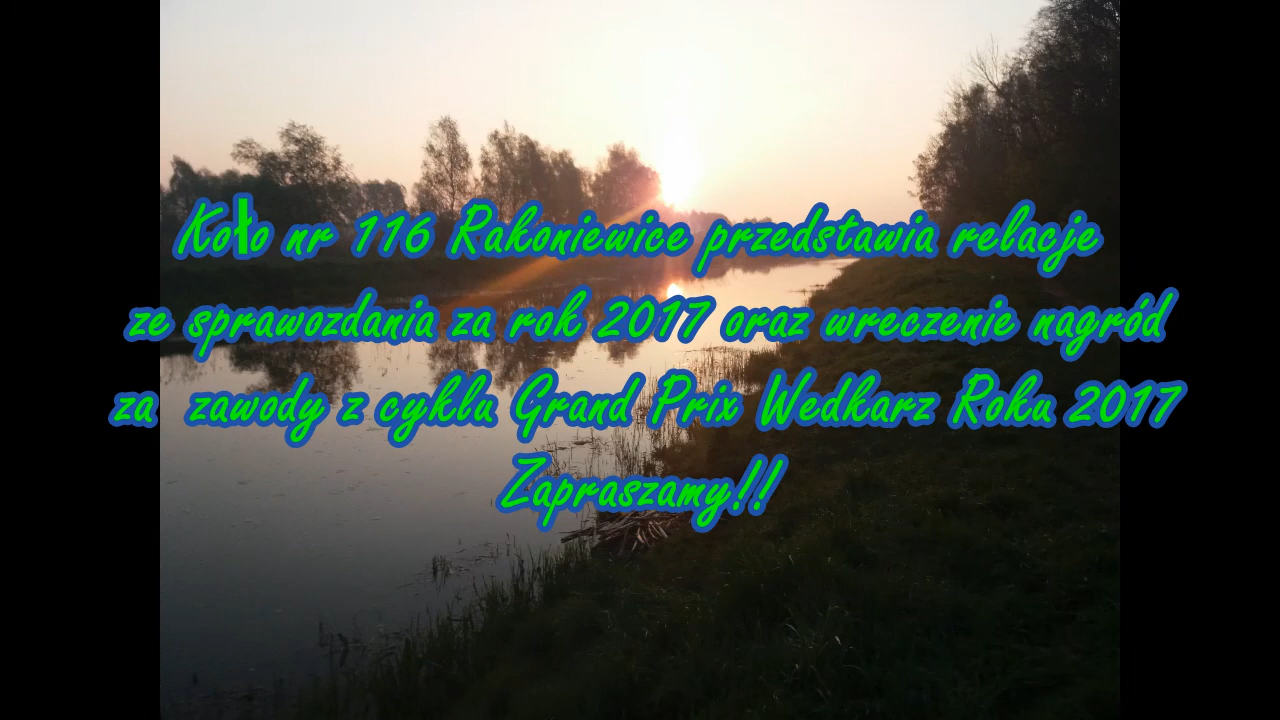 Koło nr 116 Rakoniewice przedstawia relacje
ze sprawozdania za rok 2017 oraz wreczenie nagród
za zawody z cyklu Grand Prix Wedkarz Roku 2017
Zapraszamy!!